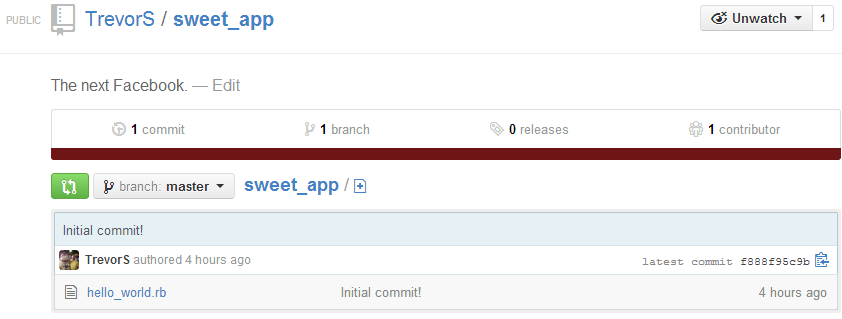 PUBLIC TrevorS / sweet_app Unwatch 1
The next Facebook. — Edit
1 commit 1 branch 0 releases 1 contributor
branch: master sweet_app /
Initial commit!
TrevorS authored 4 hours ago latest commit f888f95c9b
hello_world.rb Initial commit! 4 hours ago